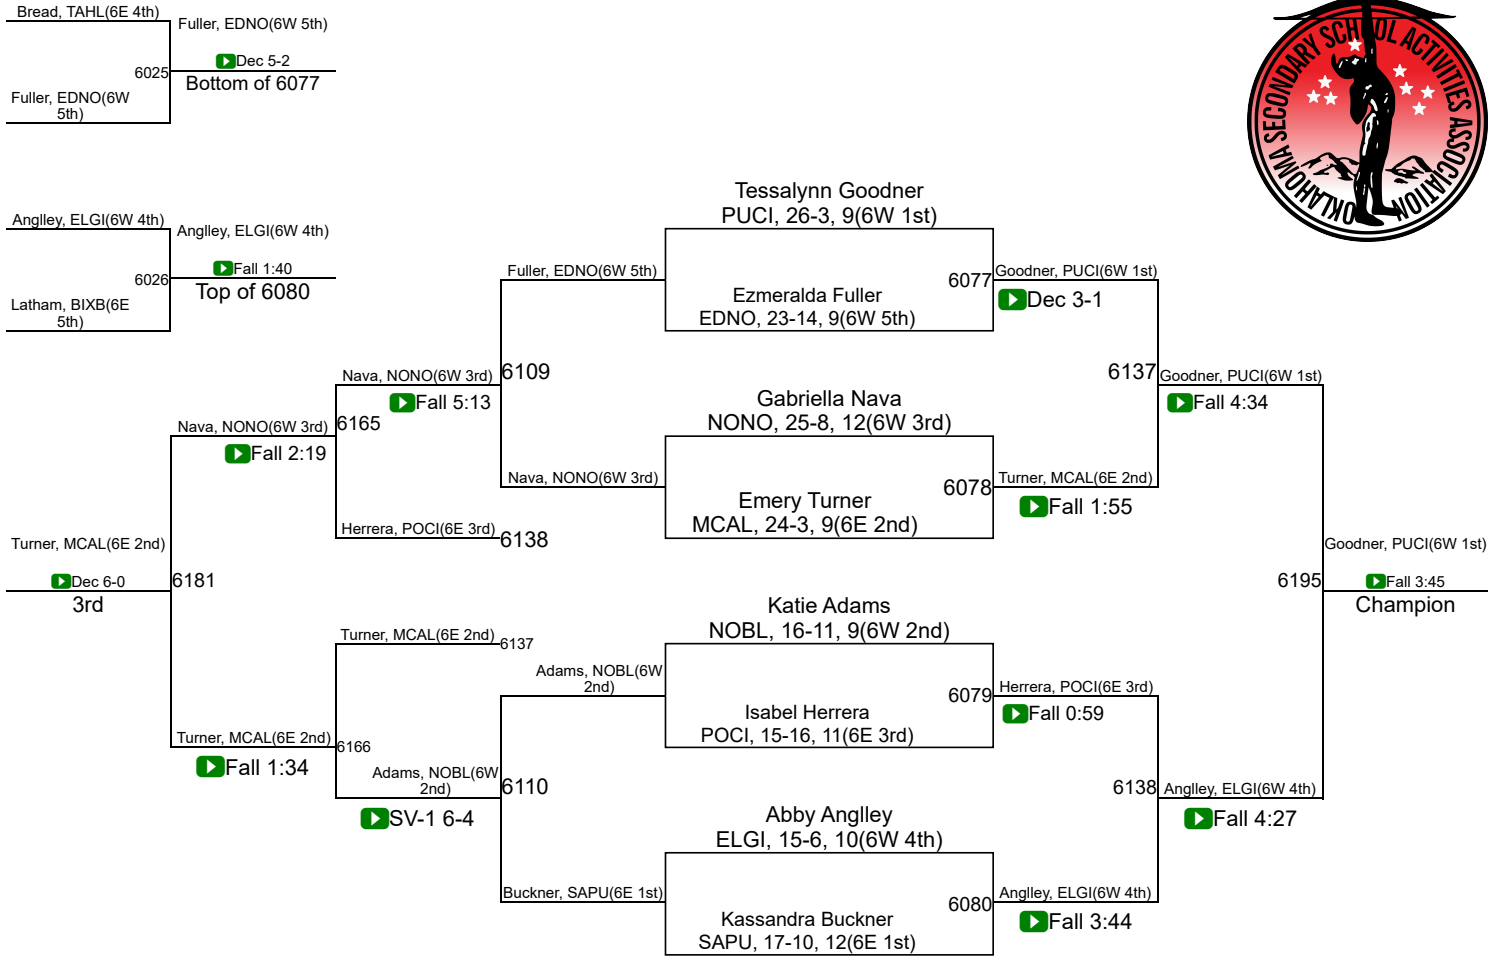 Bread, TAHL(6E 4th)
Fuller, EDNO(6W 5th)
Dec 5-2
6025
Bottom of 6077
Fuller, EDNO(6W
5th)
OKLAHOMA SECONDARY SCHOOL ACTIVITIES ASSOCIATION
Anglley, ELGI(6W 4th)
Anglley, ELGI(6W 4th)
Fall 1:40
6026
Top of 6080
Latham, BIXB(6E
5th)
Tessalynn Goodner
PUCI, 26-3, 9(6W 1st)
Fuller, EDNO(6W 5th)
6077
Goodner, PUCI(6W 1st)
Dec 3-1
Ezmeralda Fuller
EDNO, 23-14, 9(6W 5th)
Nava, NONO(6W 3rd)
6109
Fall 5:13
6137
Goodner, PUCI(6W 1st)
Fall 4:34
Gabriella Nava
NONO, 25-8, 12(6W 3rd)
Nava, NONO(6W 3rd)
6165
Fall 2:19
Nava, NONO(6W 3rd)
6078
Turner, MCAL(6E 2nd)
Fall 1:55
Emery Turner
MCAL, 24-3, 9(6E 2nd)
Herrera, POCI(6E 3rd)
6138
Turner, MCAL(6E 2nd)
Dec 6-0
6181
3rd
Goodner, PUCI(6W 1st)
6195
Fall 3:45
Champion
Katie Adams
NOBL, 16-11, 9(6W 2nd)
Turner, MCAL(6E 2nd)
6137
Adams, NOBL(6W
2nd)
6079
Herrera, POCI(6E 3rd)
Fall 0:59
Isabel Herrera
POCI, 15-16, 11(6E 3rd)
Turner, MCAL(6E 2nd)
6166
Fall 1:34
Adams, NOBL(6W
2nd)
6110
SV-1 6-4
6138
Anglley, ELGI(6W 4th)
Fall 4:27
Abby Anglley
ELGI, 15-6, 10(6W 4th)
Buckner, SAPU(6E 1st)
6080
Anglley, ELGI(6W 4th)
Fall 3:44
Kassandra Buckner
SAPU, 17-10, 12(6E 1st)